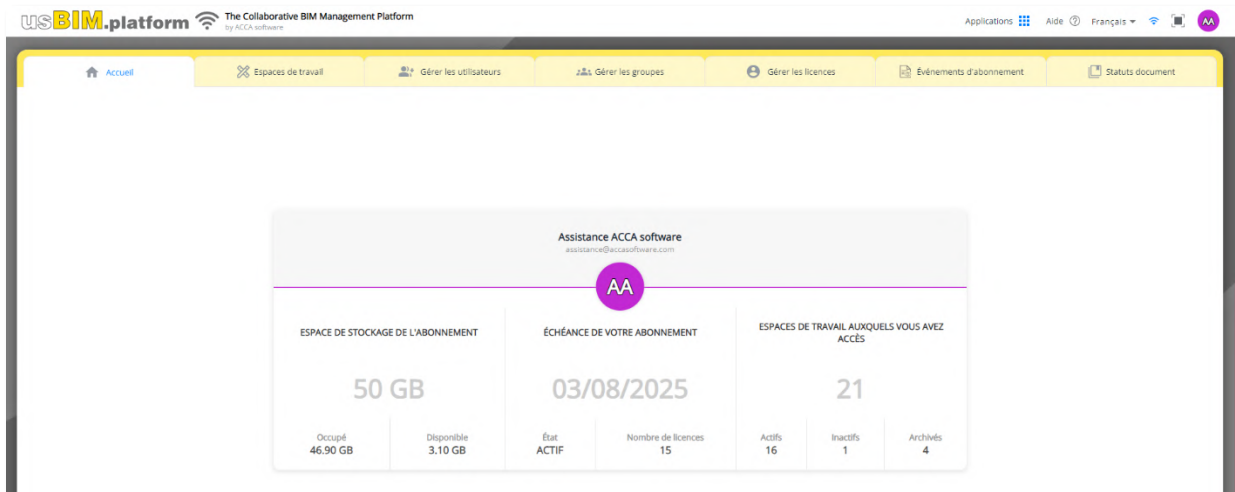 usBIM.platform
The Collaborative BIM Management Platform
by ACCA software
Applications Aide ? Français AA
Accueil Espaces de travail Gérer les utilisateurs Gérer les groupes Gérer les licences Événements d'abonnement Statuts document
Assistance ACCA software
assistance@accasoftware.com
AA
ESPACE DE STOCKAGE DE L'ABONNEMENT
50 GB
Occupé Disponible
46.90 GB 3.10 GB
ÉCHÉANCE DE VOTRE ABONNEMENT
03/08/2025
État Nombre de licences
ACTIF 15
ESPACES DE TRAVAIL AUXQUELS VOUS AVEZ
ACCÈS
21
Actifs Inactifs Archivés
16 1 4